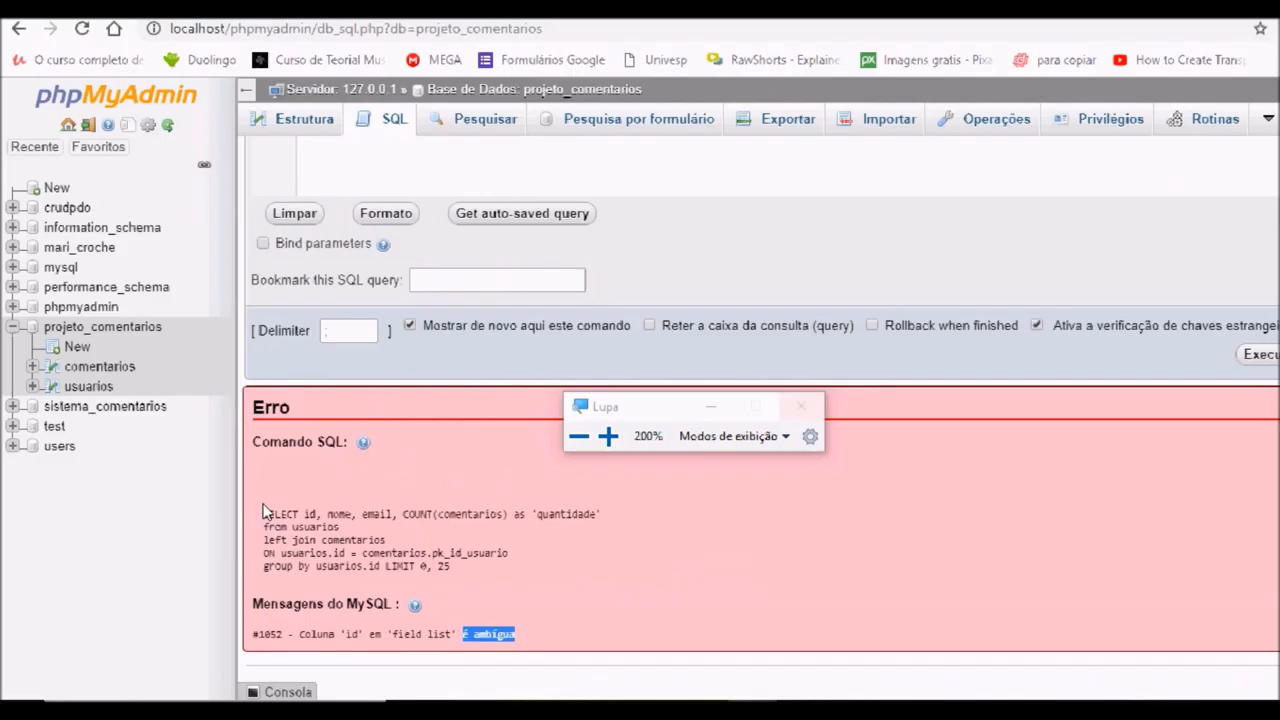 localhost/phpmyadmin/db_sql.php?db=projeto_comentarios
O curso completo de
Duolingo
Curso de Teorial Mus
MEGA
Formulários Google
Univesp
RawShorts - Explaine
Imagens gratis - Pixa
para copiar
How to Create Transp
phpMyAdmin
Recente
Favoritos
New
crudpdo
information_schema
mari_croche
mysql
performance_schema
phpmyadmin
projeto_comentarios
New
comentarios
usuarios
sistema_comentarios
test
users
Servidor: 127.0.0.1 » Base de Dados: projeto_comentarios
Estrutura
SQL
Pesquisar
Pesquisa por formulário
Exportar
Importar
Operações
Privilégios
Rotinas
Limpar
Formato
Get auto-saved query
Bind parameters
Bookmark this SQL query:
[ Delimiter ; ]
Mostrar de novo aqui este comando
Reter a caixa da consulta (query)
Rollback when finished
Ativa a verificação de chaves estrangei
Execu
Erro
Comando SQL:
SELECT id, nome, email, COUNT(comentarios) as 'quantidade'
from usuarios
left join comentarios
ON usuarios.id = comentarios.pk_id_usuario
group by usuarios.id LIMIT 0, 25
Mensagens do MySQL :
#1052 - Coluna 'id' em 'field list' é ambígua
Lupa
200%
Modos de exibição
Consola